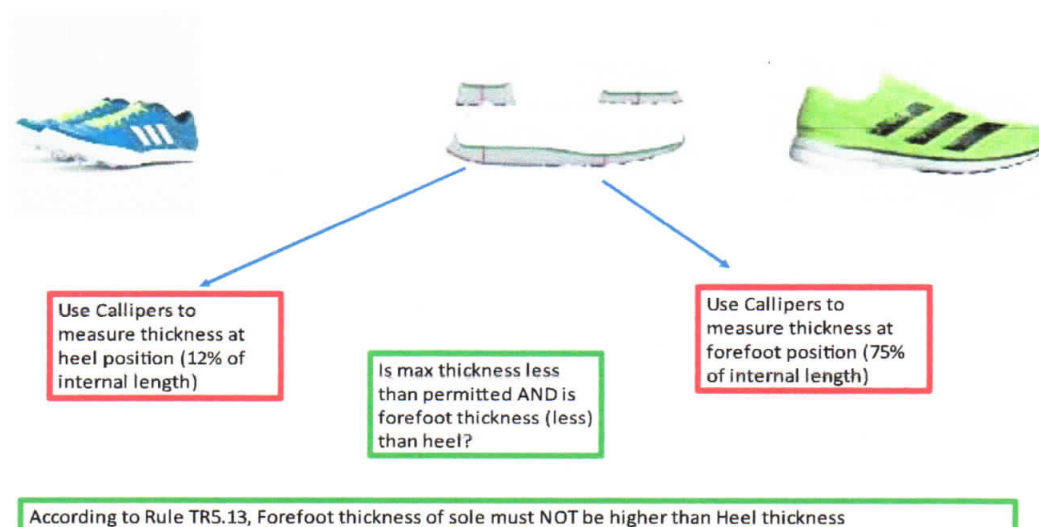 Use Callipers to
measure thickness at
heel position (12% of
internal length)
Use Callipers to
measure thickness at
forefoot position (75%
of internal length)
Is max thickness less
than permitted AND is
forefoot thickness (less)
than heel?
According to Rule TR5.13, Forefoot thickness of sole must NOT be higher than Heel thickness